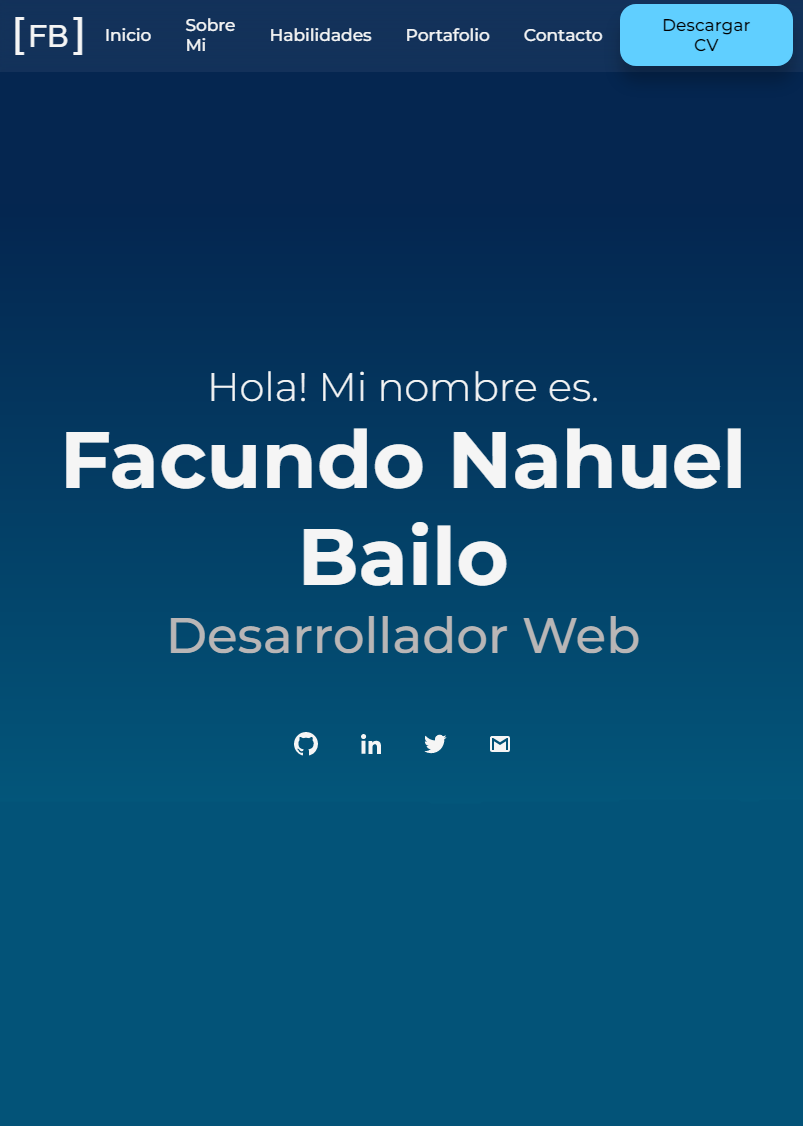 [FB]
Inicio
Sobre
Mi
Habilidades
Portafolio
Contacto
Descargar
CV
Hola! Mi nombre es.
Facundo Nahuel
Bailo
Desarrollador Web